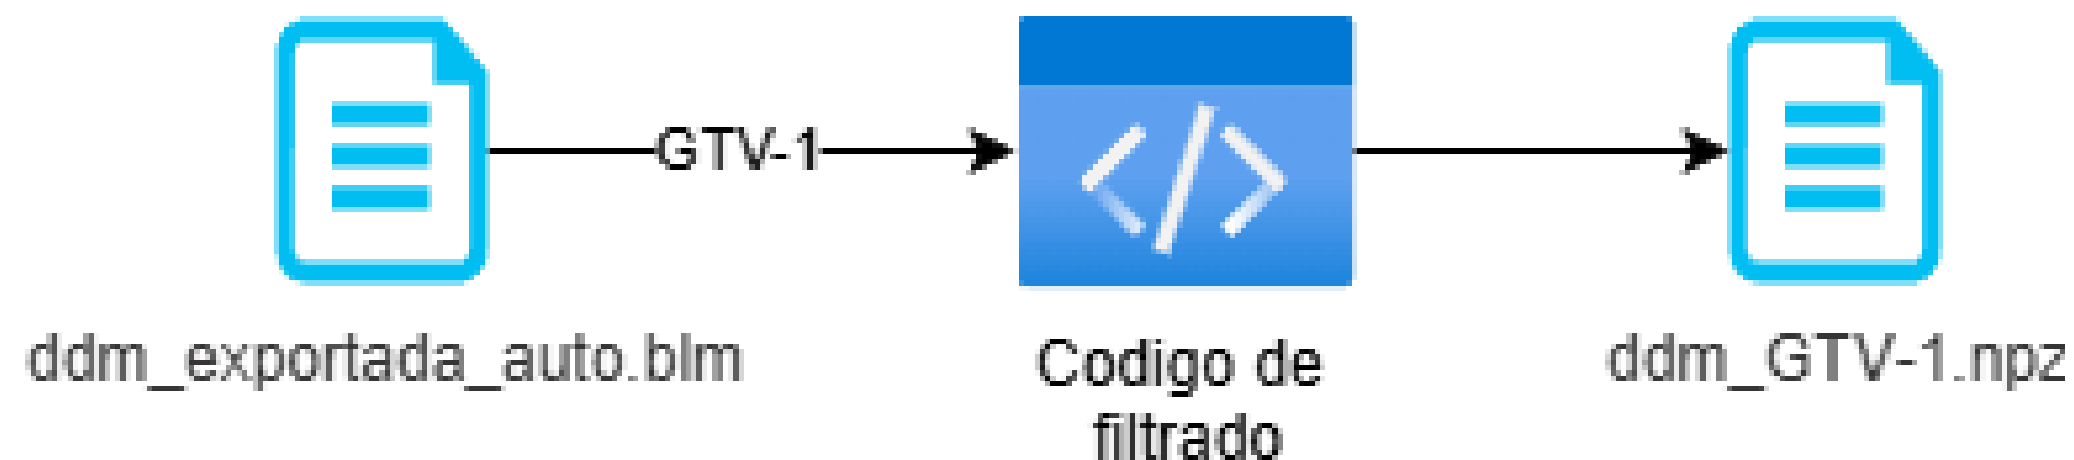 GTV-1
ddm_exportada_auto.blm
Codigo de
filtrado
ddm_GTV-1.npz